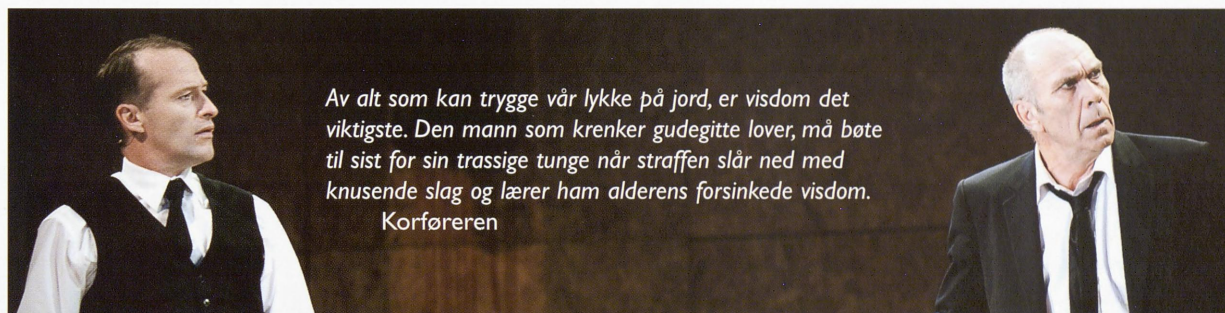 Av alt som kan trygge vår lykke på jord, er visdom det
viktigste. Den mann som krenker gudegitte lover, må bøte
til sist for sin trassige tunge når straffen slår ned med
knusende slag og lærer ham alderens forsinkede visdom.
Korføreren